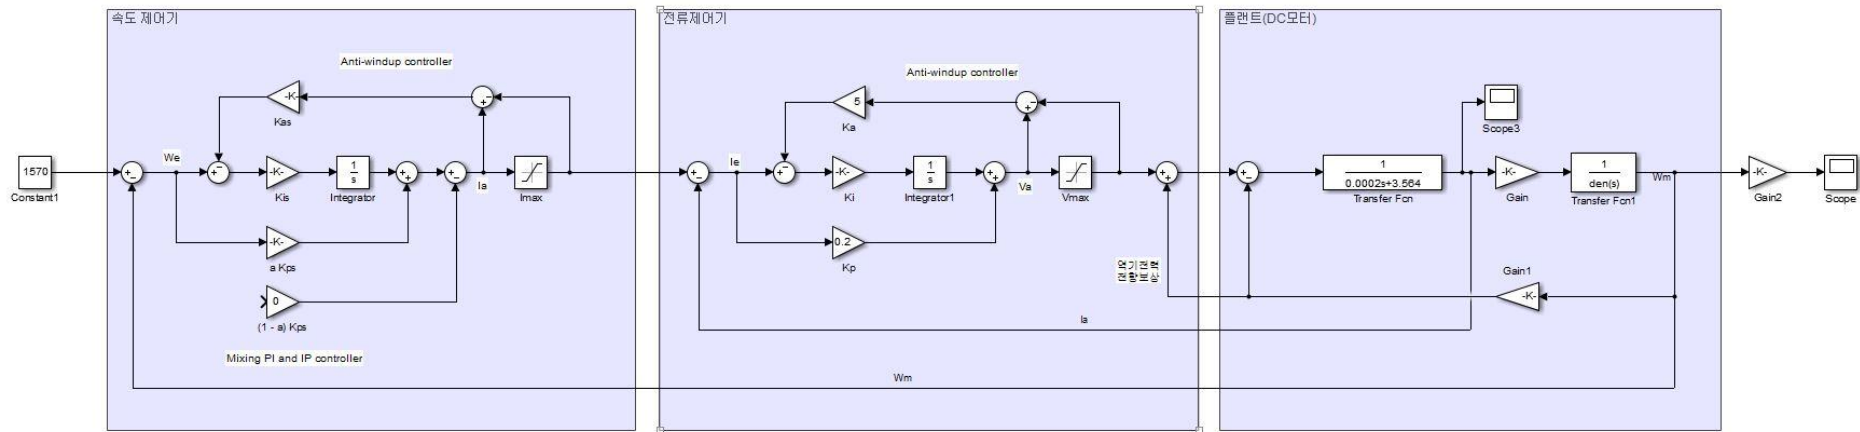 속도 제어기
Anti-windup controller
-K-
Kas
1570
Constant1
We
-K-
Kis
1
s
Integrator
Ia
Imax
-K-
a Kps
0
(1 - a) Kps
Mixing PI and IP controller
전류제어기
Anti-windup controller
5
Ka
Ie
-K-
Ki
1
s
Integrator1
Va
Vmax
0.2
Kp
역기전력
전향보상
Ia
Wm
플랜트(DC모터)
Scope3
1
0.0002s+3.564
Transfer Fcn
-K-
Gain
1
den(s)
Transfer Fcn1
Wm
Gain1
-K-
-K-
Gain2
Scope